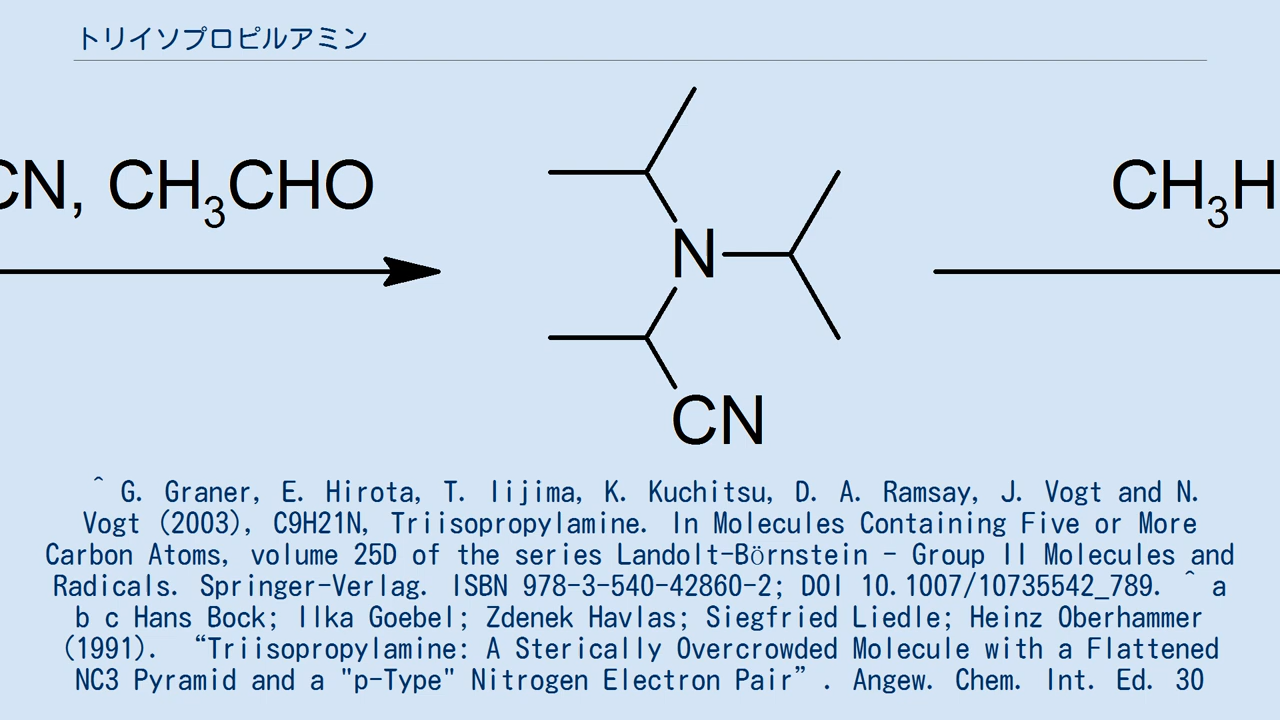 トリイソプロピルアミン
CN, CH3CHO
CH3H
N
CN
^ G. Graner, E. Hirota, T. Iijima, K. Kuchitsu, D. A. Ramsay, J. Vogt and N.
Vogt (2003), C9H21N, Triisopropylamine. In Molecules Containing Five or More
Carbon Atoms, volume 25D of the series Landolt-Börnstein - Group II Molecules and
Radicals. Springer-Verlag. ISBN 978-3-540-42860-2; DOI 10.1007/10735542_789. ^ a
b c Hans Bock; Ilka Goebel; Zdenek Havlas; Siegfried Liedle; Heinz Oberhammer
(1991). “Triisopropylamine: A Sterically Overcrowded Molecule with a Flattened
NC3 Pyramid and a "p-Type" Nitrogen Electron Pair”. Angew. Chem. Int. Ed. 30